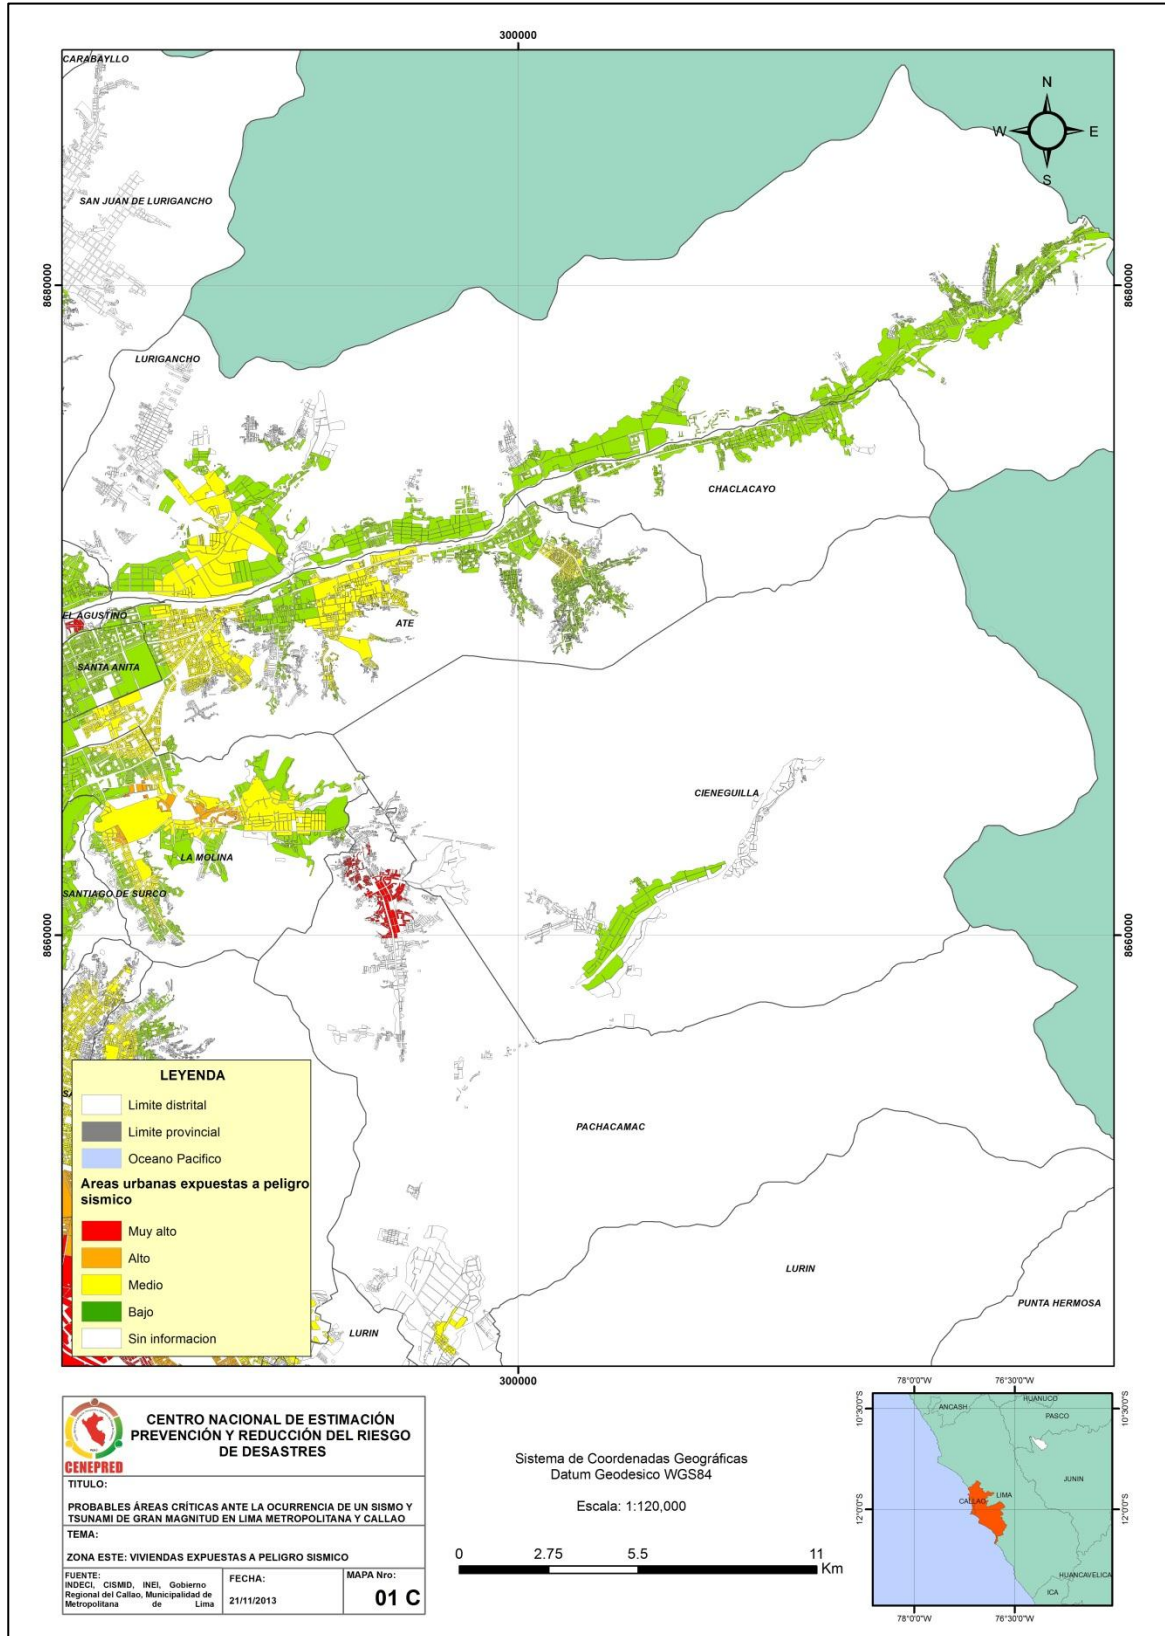 300000
CARABAYLLO
N
W E
S
SAN JUAN DE LURIGANCHO
8680000
8680000
LURIGANCHO
CHACLACAYO
EL AGUSTINO
ATE
SANTA ANITA
CIENEGUILLA
LA MOLINA
SANTIAGO DE SURCO
8660000
8660000
LEYENDA
Limite distrital
Limite provincial
Oceano Pacifico
Areas urbanas expuestas a peligro
sismico
Muy alto
Alto
Medio
Bajo
Sin informacion
PACHACAMAC
LURIN
PUNTA HERMOSA
LURIN
300000
CENTRO NACIONAL DE ESTIMACIÓN
PREVENCIÓN Y REDUCCIÓN DEL RIESGO
DE DESASTRES
CENEPRED
TITULO:
PROBABLES ÁREAS CRÍTICAS ANTE LA OCURRENCIA DE UN SISMO Y
TSUNAMI DE GRAN MAGNITUD EN LIMA METROPOLITANA Y CALLAO
TEMA:
ZONA ESTE: VIVIENDAS EXPUESTAS A PELIGRO SISMICO
FUENTE:
INDECI, CISMID, INEI, Gobierno
Regional del Callao, Municipalidad de
Metropolitana de Lima
FECHA:
21/11/2013
MAPA Nro:
01 C
Sistema de Coordenadas Geográficas
Datum Geodesico WGS84
Escala: 1:120,000
0 2.75 5.5 11
Km
78°0'0"W 76°30'0"W
10°30'0"S
10°30'0"S
ANCASH
HUANUCO
PASCO
JUNIN
LIMA
CALLAO
12°0'0"S
12°0'0"S
HUANCAVELICA
ICA
78°0'0"W 76°30'0"W